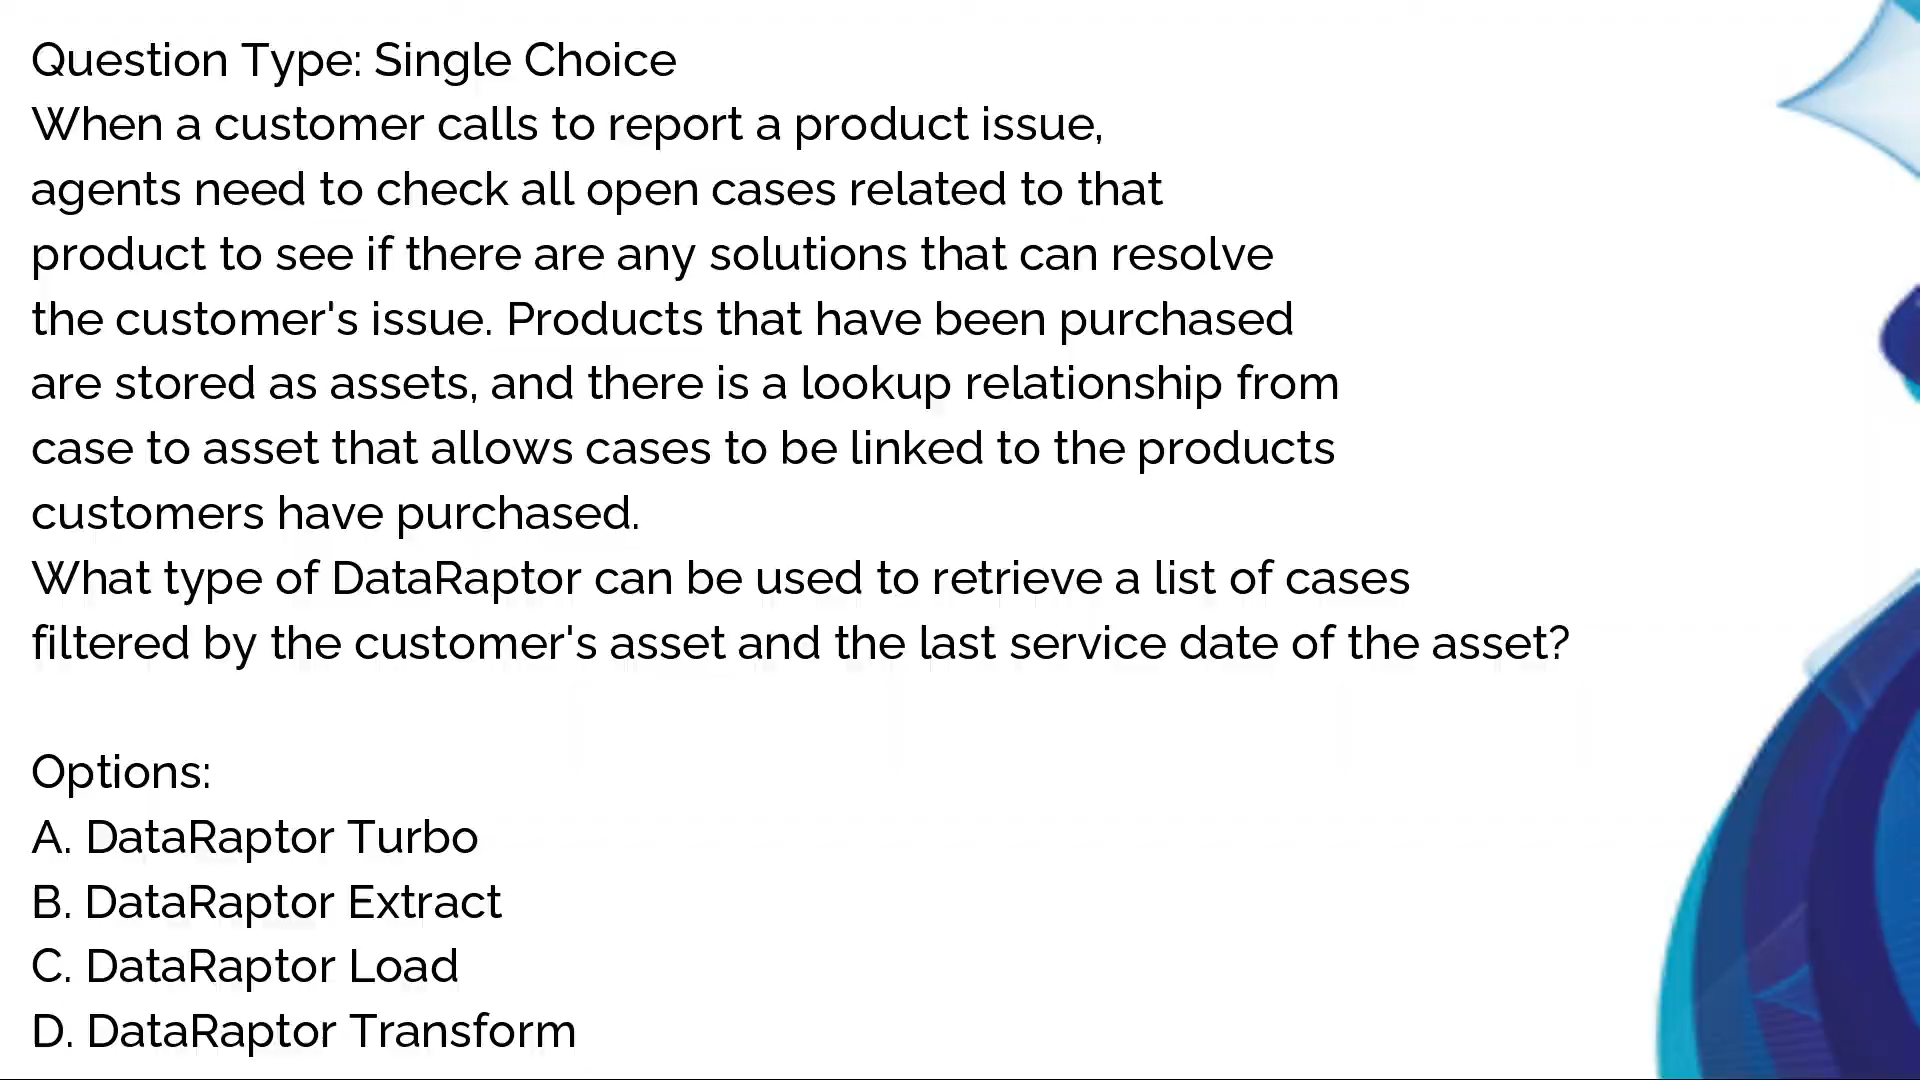 Question Type: Single Choice
When a customer calls to report a product issue,
agents need to check all open cases related to that
product to see if there are any solutions that can resolve
the customer's issue. Products that have been purchased
are stored as assets, and there is a lookup relationship from
case to asset that allows cases to be linked to the products
customers have purchased.
What type of DataRaptor can be used to retrieve a list of cases
filtered by the customer's asset and the last service date of the asset?
Options:
A. DataRaptor Turbo
B. DataRaptor Extract
C. DataRaptor Load
D. DataRaptor Transform